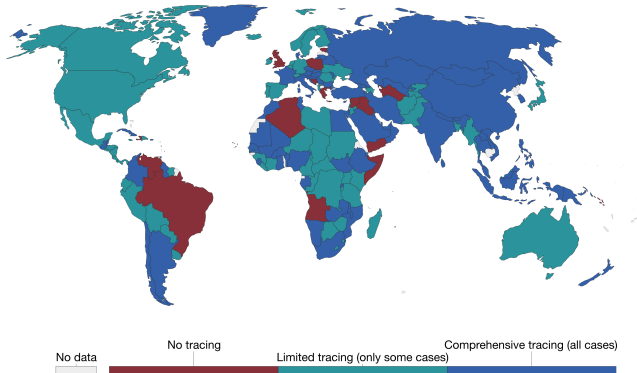 Comprehensive tracing (all cases)
No tracing
No data
Limited tracing (only some cases)